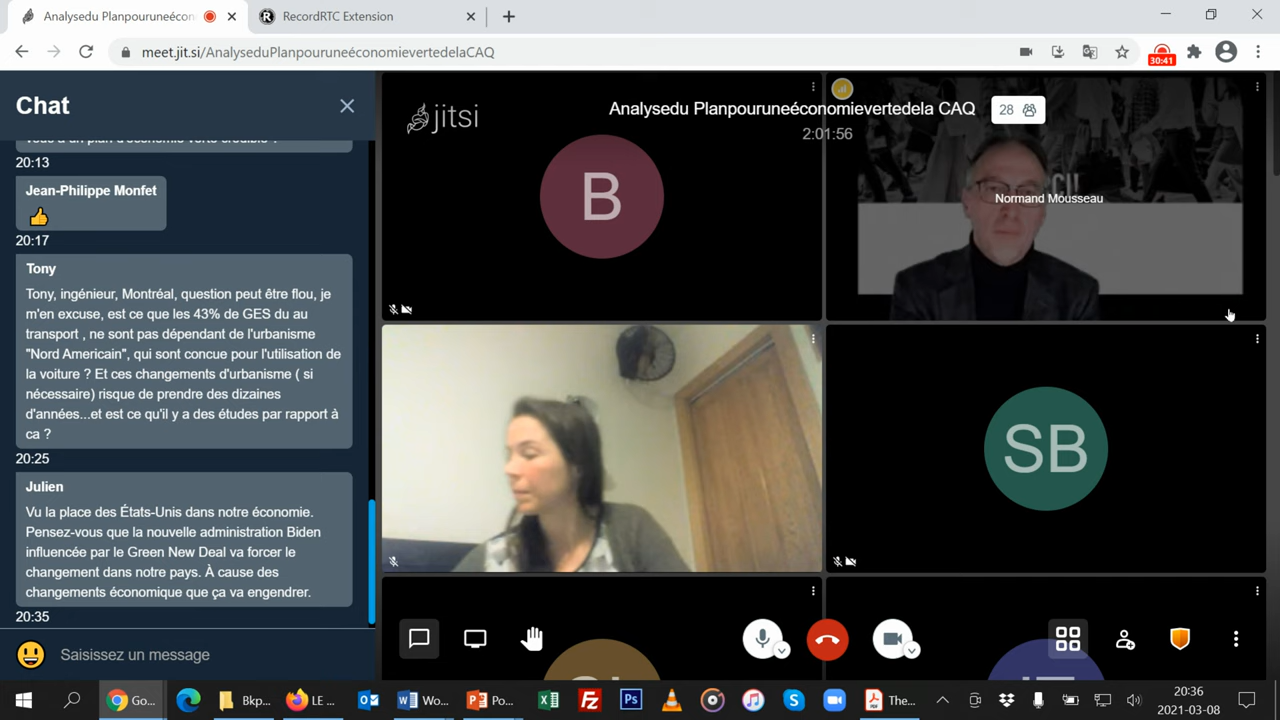 Analysedu Planpouruneécon
RecordRTC Extension
meet.jit.si/AnalyseduPlanpouruneéconomievertedelaCAQ
30:41
Chat
20:13
Jean-Philippe Monfet
👍
20:17
Tony
Tony, ingénieur, Montréal, question peut être flou, je
m'en excuse, est ce que les 43% de GES du au
transport , ne sont pas dépendant de l'urbanisme
"Nord Americain", qui sont concue pour l'utilisation de
la voiture ? Et ces changements d'urbanisme ( si
nécessaire) risque de prendre des dizaines
d'années...et est ce qu'il y a des études par rapport à
ca ?
20:25
Julien
Vu la place des États-Unis dans notre économie.
Pensez-vous que la nouvelle administration Biden
influencée par le Green New Deal va forcer le
changement dans notre pays. À cause des
changements économique que ça va engendrer.
20:35
Saisissez un message
jitsi
Analysedu Planpouruneéconomievertedela CAQ
28
2:01:56
B
Normand Mousseau
SB
Go...
Bkp...
LE ...
Wo...
Po...
The...
20:36
2021-03-08